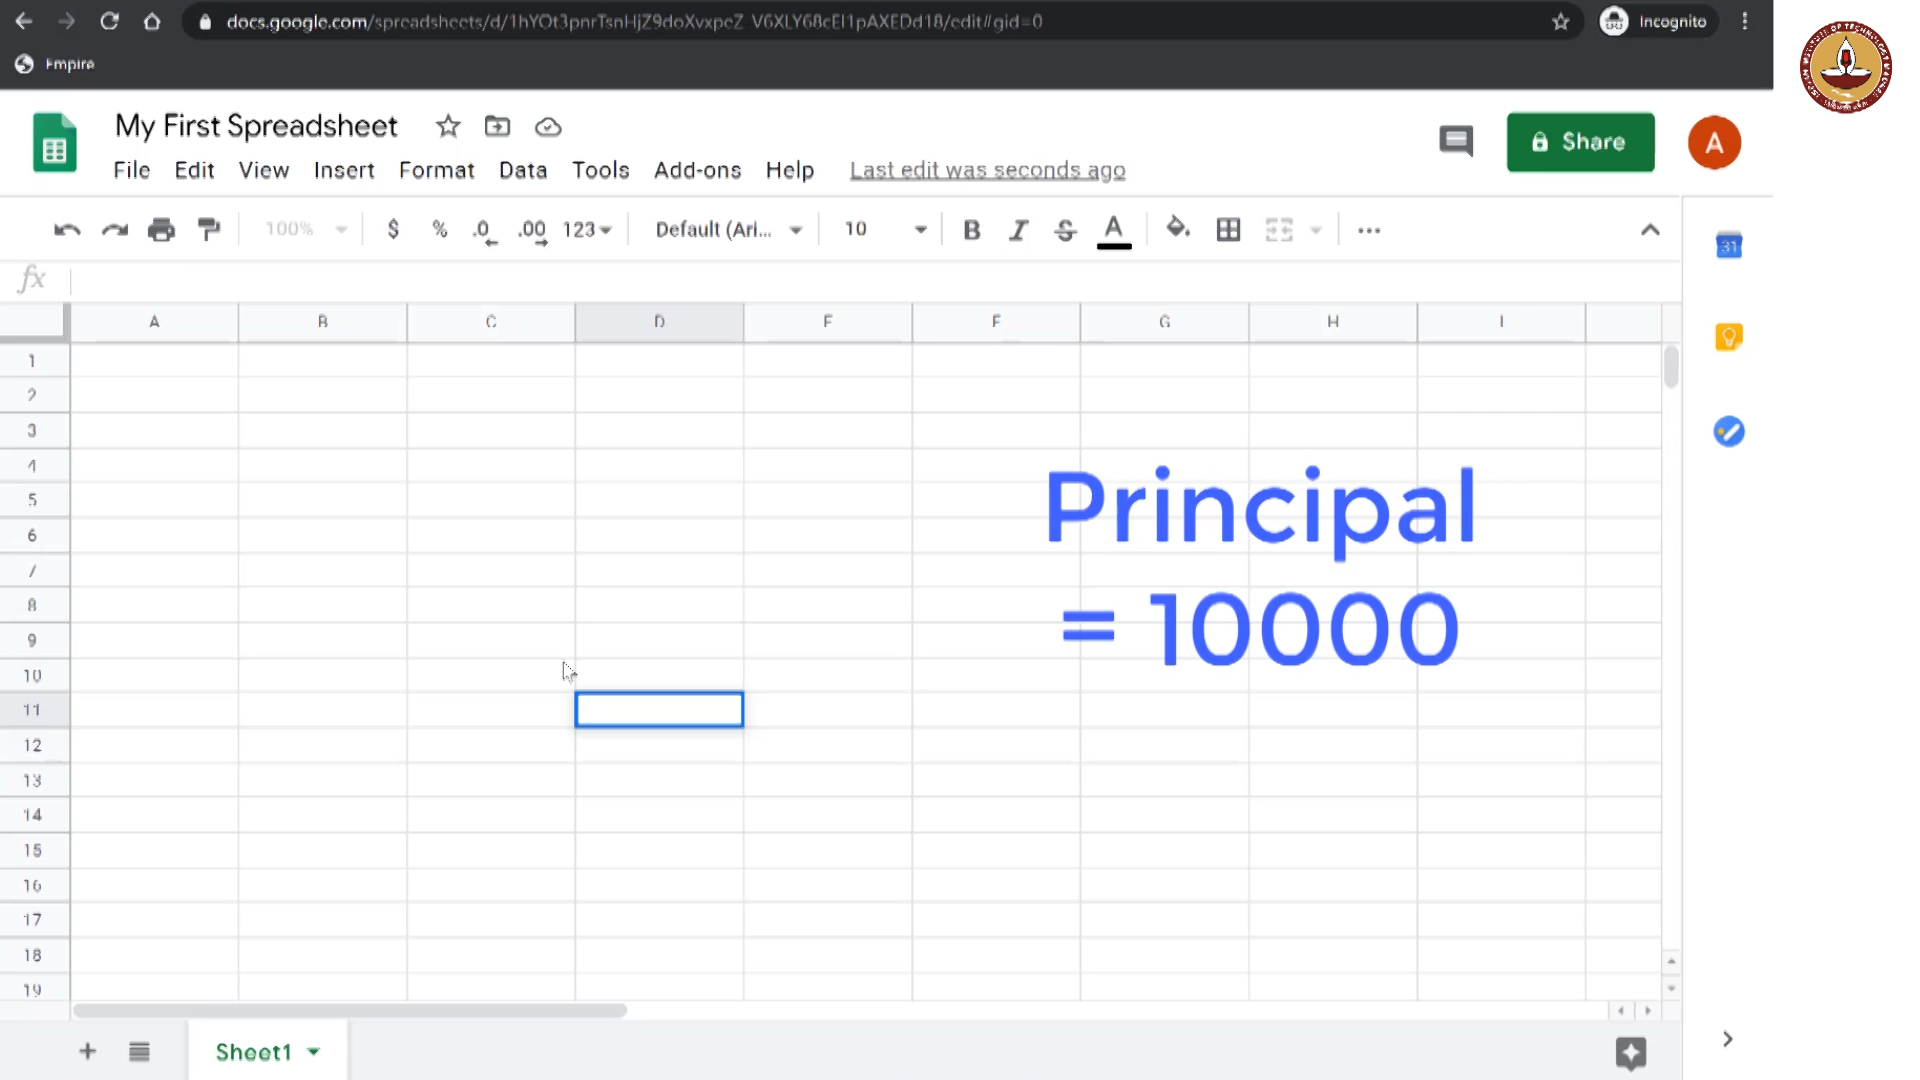 docs.google.com/spreadsheets/d/1hYOt3pnrTsnHjZ9doXvxpeZ_V6XLY68cEI1pAXEDd18/edit#gid=0
Incognito
Empire
My First Spreadsheet
Share
A
File Edit View Insert Format Data Tools Add-ons Help Last edit was seconds ago
100% $ % .0 .00 123 Default (Ari... 10 B I S A
31
fx
A B C D E F G H I
1
2
3
4
5
6
7
8
9
10
11
12
13
14
15
16
17
18
19
Principal
= 10000
Sheet1